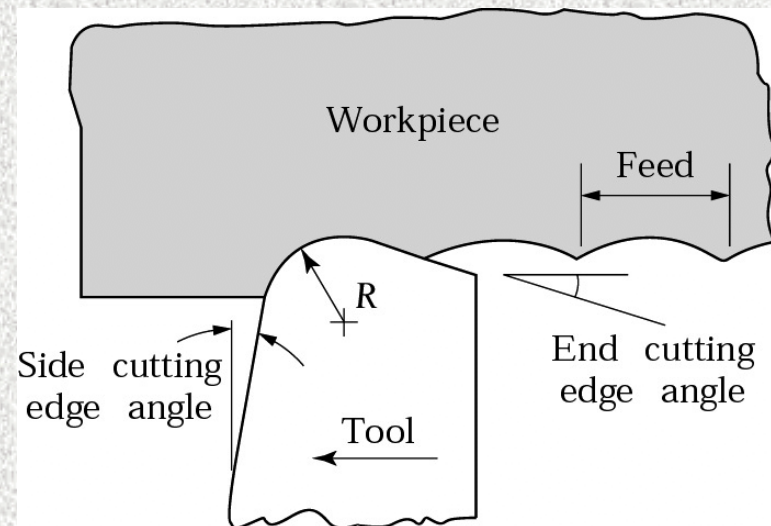 Workpiece
Feed
R
Side cutting
edge angle
End cutting
edge angle
Tool